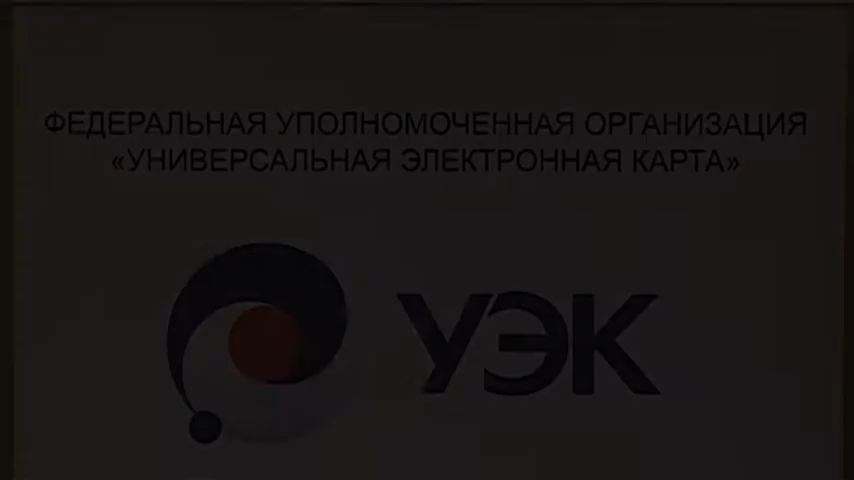 ФЕДЕРАЛЬНАЯ УПОЛНОМОЧЕННАЯ ОРГАНИЗАЦИЯ
«УНИВЕРСАЛЬНАЯ ЭЛЕКТРОННАЯ КАРТА»
УЭК